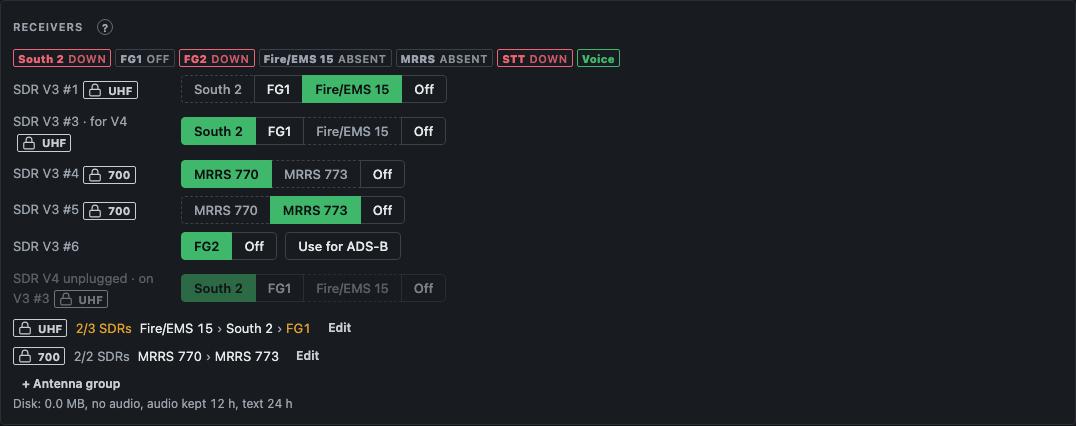 RECEIVERS ?
South 2 DOWN FG1 OFF FG2 DOWN Fire/EMS 15 ABSENT MRRS ABSENT STT DOWN Voice
SDR V3 #1 UHF South 2 FG1 Fire/EMS 15 Off
SDR V3 #3 · for V4
UHF South 2 FG1 Fire/EMS 15 Off
SDR V3 #4 700 MRRS 770 MRRS 773 Off
SDR V3 #5 700 MRRS 770 MRRS 773 Off
SDR V3 #6 FG2 Off Use for ADS-B
SDR V4 unplugged · on
V3 #3 UHF South 2 FG1 Fire/EMS 15 Off
UHF 2/3 SDRs Fire/EMS 15 › South 2 › FG1 Edit
700 2/2 SDRs MRRS 770 › MRRS 773 Edit
+ Antenna group
Disk: 0.0 MB, no audio, audio kept 12 h, text 24 h